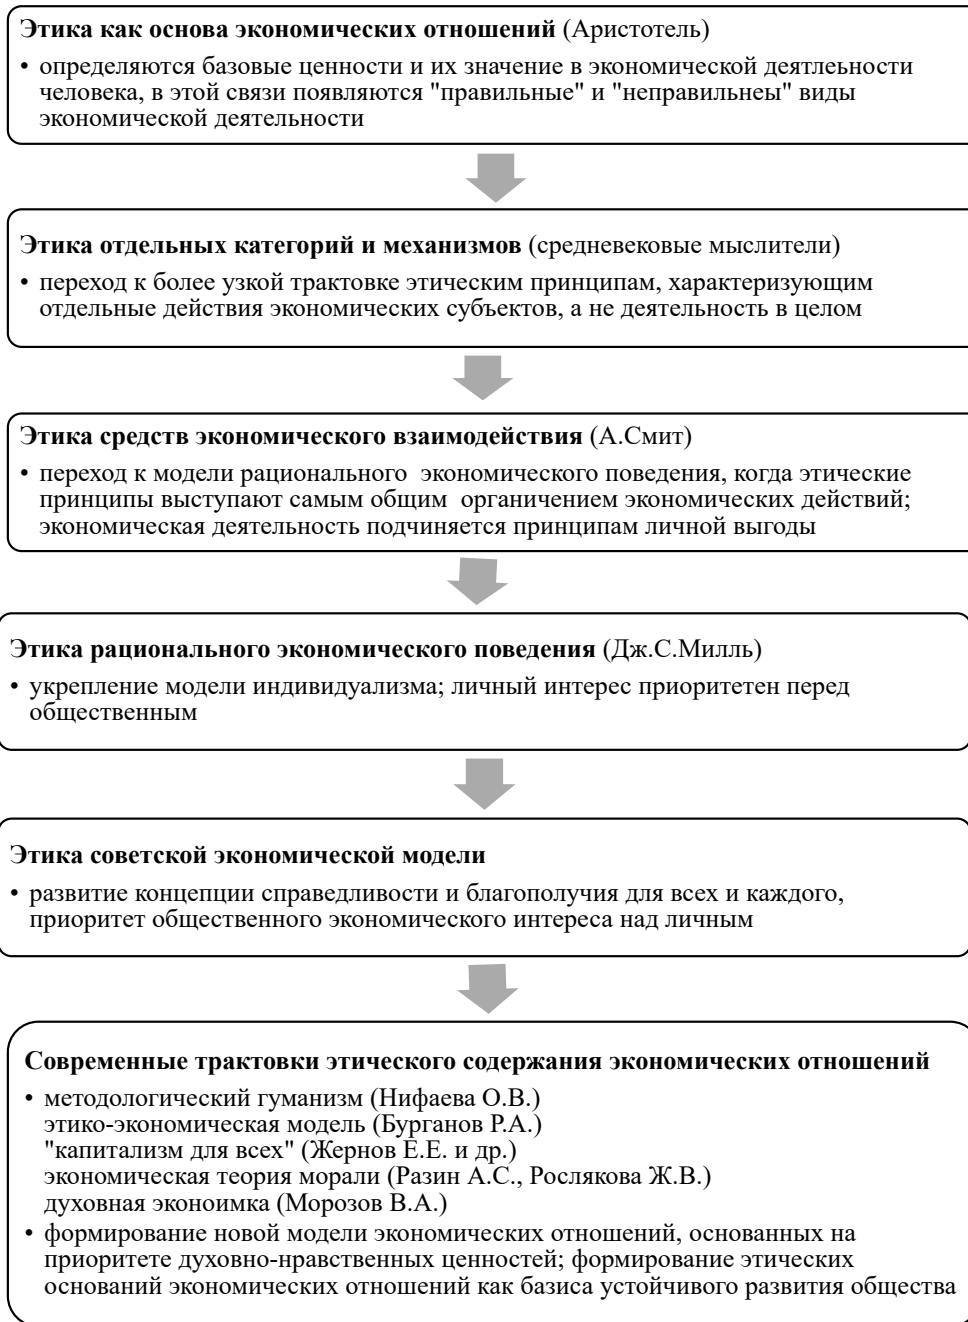 Этика как основа экономических отношений (Аристотель)
• определяются базовые ценности и их значение в экономической деятлеьности
человека, в этой связи появляются "правильные" и "неправильнеы" виды
экономической деятельности
Этика отдельных категорий и механизмов (средневековые мыслители)
• переход к более узкой трактовке этическим принципам, характеризующим
отдельные действия экономических субъектов, а не деятельность в целом
Этика средств экономического взаимодействия (А.Смит)
• переход к модели рационального экономического поведения, когда этические
принципы выступают самым общим органичением экономических действий;
экономическая деятельность подчиняется принципам личной выгоды
Этика рационального экономического поведения (Дж.С.Милль)
• укрепление модели индивидуализма; личный интерес приоритетен перед
общественным
Этика советской экономической модели
• развитие концепции справедливости и благополучия для всех и каждого,
приоритет общественного экономического интереса над личным
Современные трактовки этического содержания экономических отношений
• методологический гуманизм (Нифаева О.В.)
этико-экономическая модель (Бурганов Р.А.)
"капитализм для всех" (Жернов Е.Е. и др.)
экономическая теория морали (Разин А.С., Рослякова Ж.В.)
духовная эконоимка (Морозов В.А.)
• формирование новой модели экономических отношений, основанных на
приоритете духовно-нравственных ценностей; формирование этических
оснований экономических отношений как базиса устойчивого развития общества